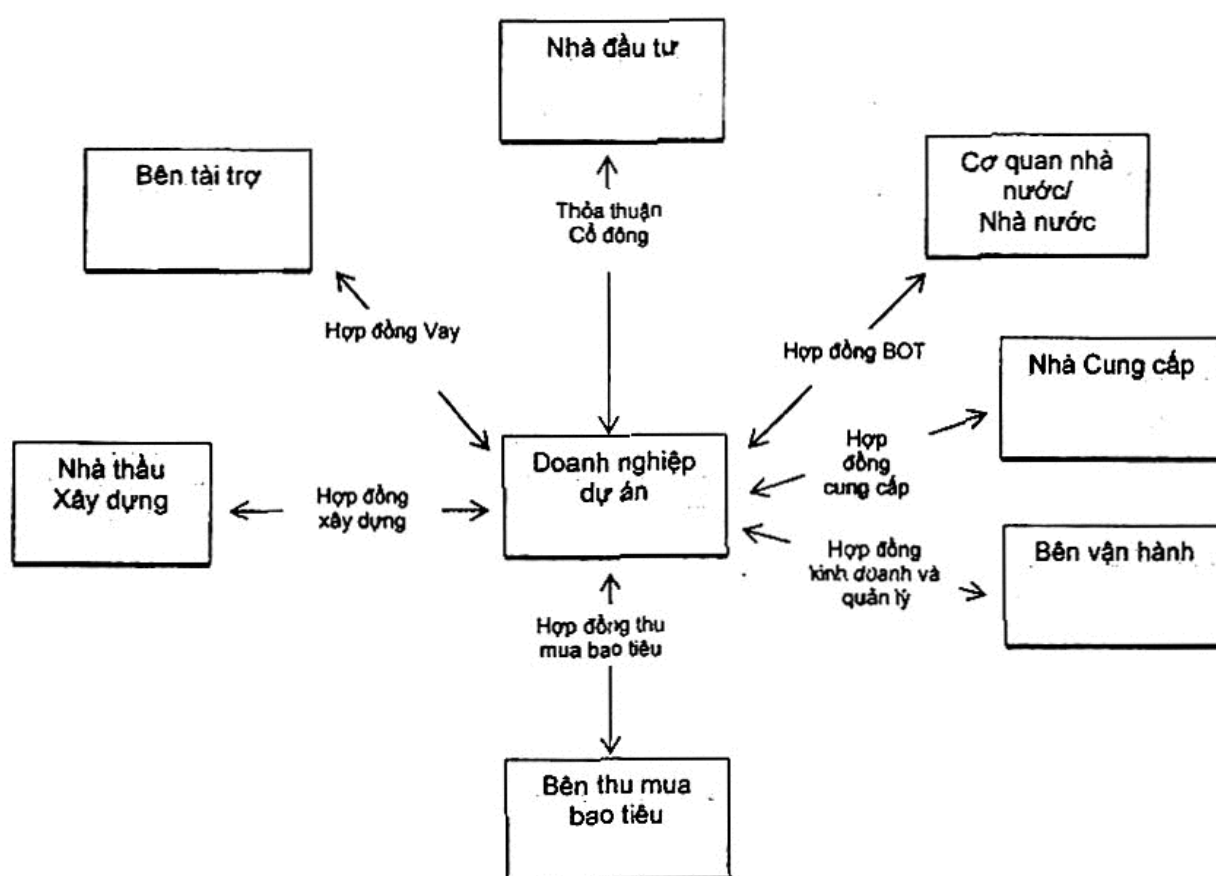 Nhà đầu tư
Bên tài trợ
Cơ quan nhà
nước/
Nhà nước
Thỏa thuận
Cổ đông
Hợp đồng Vay
Hợp đồng BOT
Nhà Cung cấp
Nhà thầu
Xây dựng
Hợp đồng
xây dựng
Doanh nghiệp
dự án
Hợp
đồng
cung cấp
Hợp đồng
kinh doanh và
quản lý
Bên vận hành
Hợp đồng thu
mua bao tiêu
Bên thu mua
bao tiêu